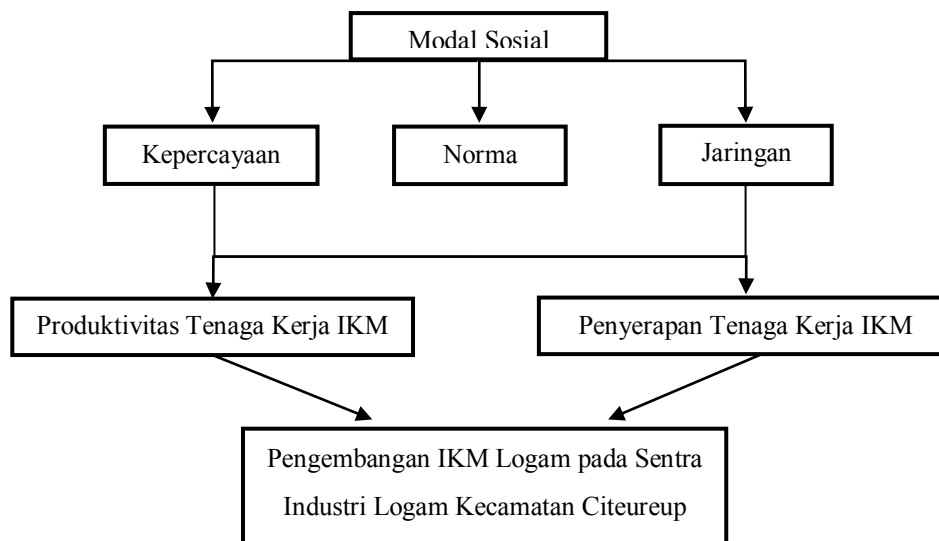 Modal Sosial
Kepercayaan
Norma
Jaringan
Produktivitas Tenaga Kerja IKM
Penyerapan Tenaga Kerja IKM
Pengembangan IKM Logam pada Sentra
Industri Logam Kecamatan Citeureup